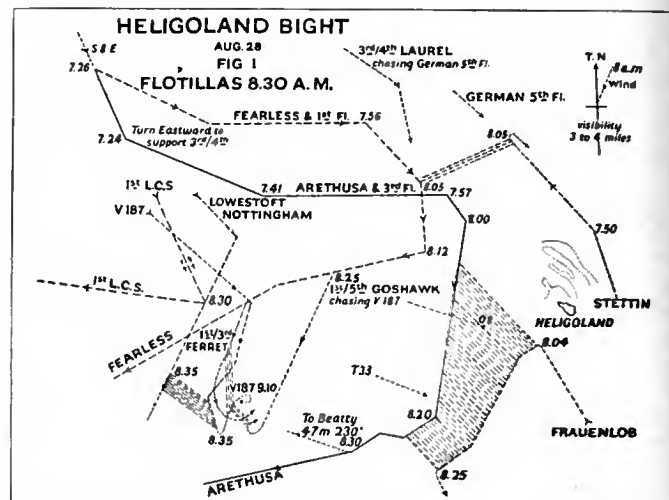 HELIGOLAND BIGHT
AUG. 28
FIG 1
FLOTILLAS 8.30 A.M.
S 8 E
7.26
3rd/4th LAUREL
chasing German 5th Fl.
T. N
8 a.m
Wind
visibility
3 to 4 miles
GERMAN 5th Fl.
FEARLESS & 1st Fl.
7.56
Turn Eastward to
support 3rd/4th
7.24
8.05
1st L.C.S
V 187
LOWESTOFT
NOTTINGHAM
7.41
ARETHUSA & 3rd Fl.
8.05
7.57
8.00
7.50
8.12
8.25
1st/5th GOSHAWK
chasing V 187
1st L.C.S.
8.30
STETTIN
HELIGOLAND
8.04
FEARLESS
1st/3rd
FERRET
8.35
V187 9.10
T 33
8.20
To Beatty
47m 230°
8.30
8.35
FRAUENLOB
8.25
ARETHUSA